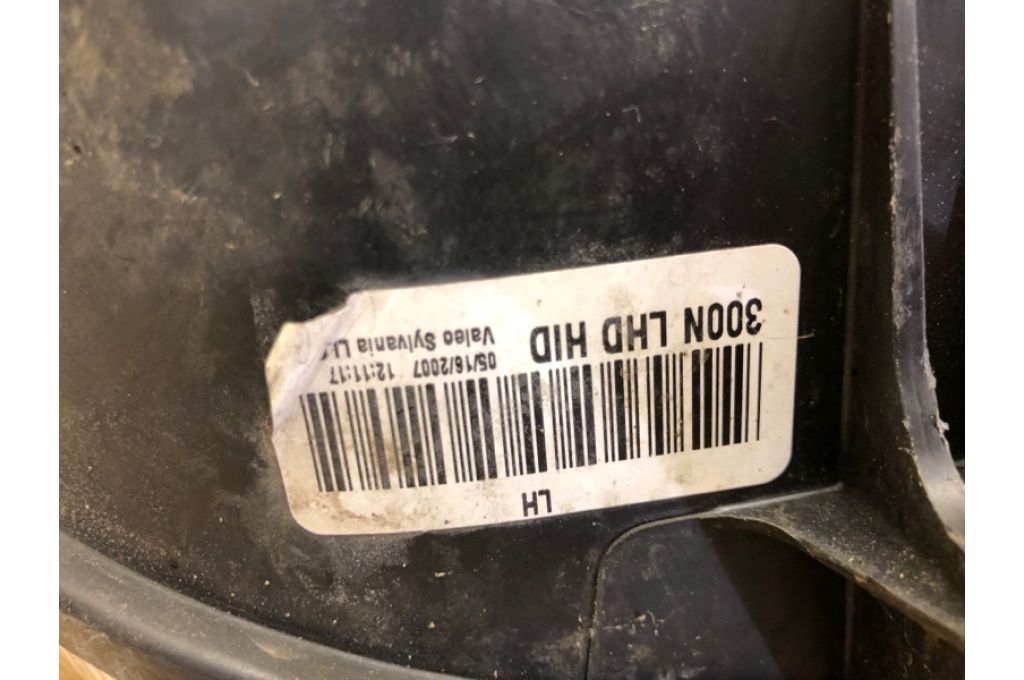 LH
05/16/2007 12:11:17
300N LHD HID
Valeo Sylvania